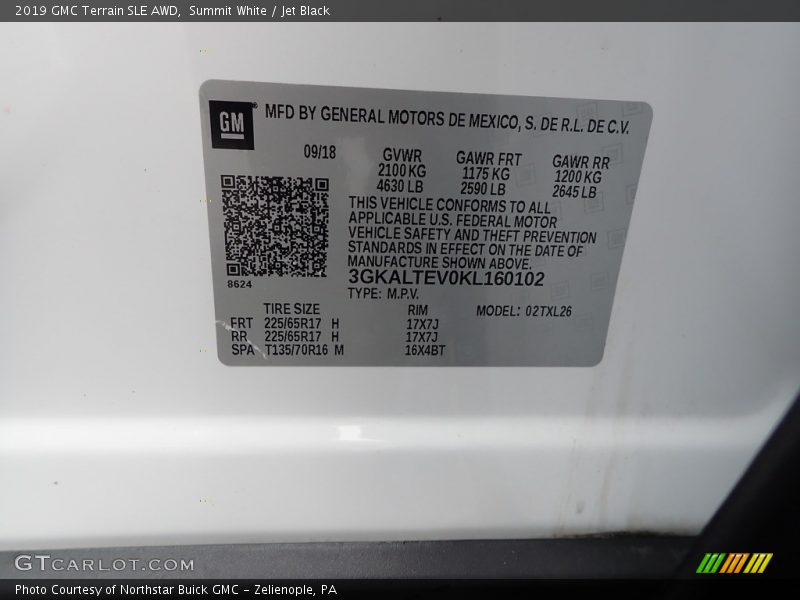 2019 GMC Terrain SLE AWD, Summit White / Jet Black
GM® MFD BY GENERAL MOTORS DE MEXICO, S. DE R.L. DE C.V.
09/18 GVWR GAWR FRT GAWR RR
2100 KG 1175 KG 1200 KG
4630 LB 2590 LB 2645 LB
THIS VEHICLE CONFORMS TO ALL
APPLICABLE U.S. FEDERAL MOTOR
VEHICLE SAFETY AND THEFT PREVENTION
STANDARDS IN EFFECT ON THE DATE OF
MANUFACTURE SHOWN ABOVE.
3GKALTEV0KL160102
8624
TYPE: M.P.V.
TIRE SIZE RIM MODEL: 02TXL26
FRT 225/65R17 H 17X7J
RR 225/65R17 H 17X7J
SPA T135/70R16 M 16X4BT
GTCARLOT.COM
Photo Courtesy of Northstar Buick GMC - Zelienople, PA